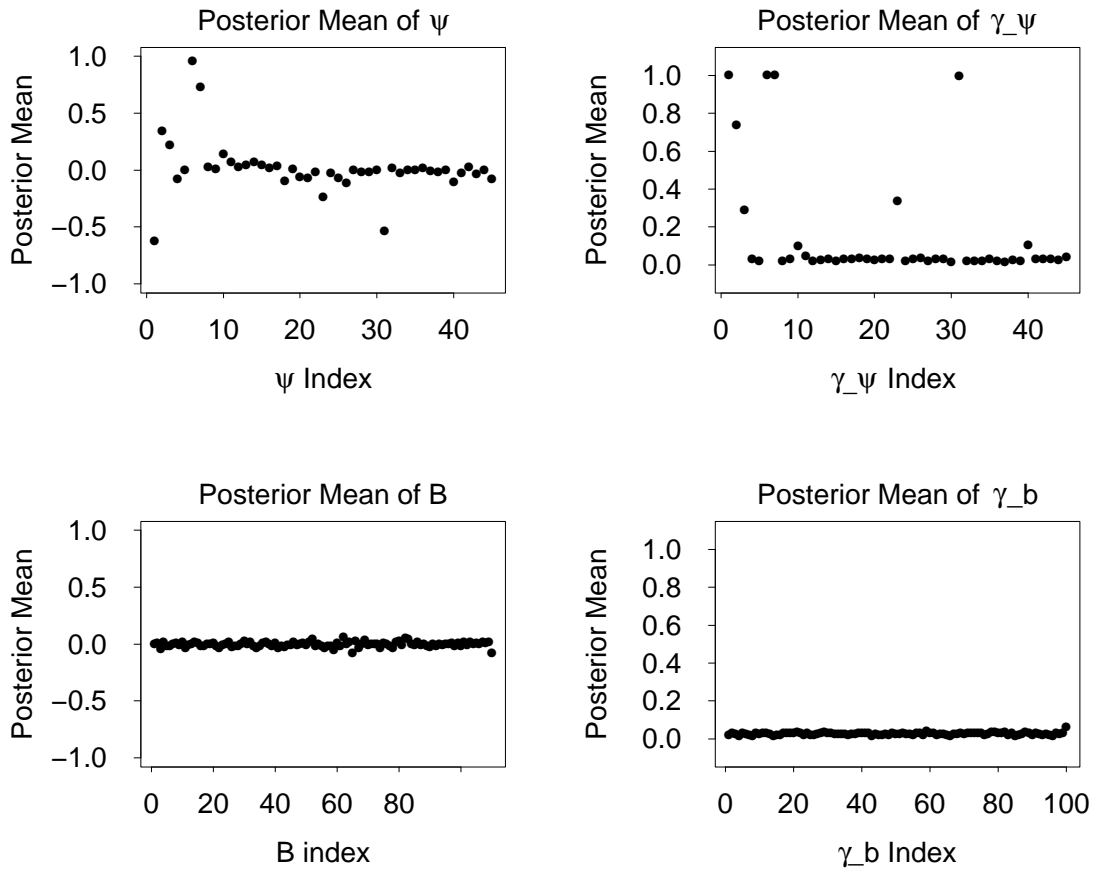 Posterior Mean of ψ
Posterior Mean
1.0
0.5
0.0
−0.5
−1.0
0 10 20 30 40
ψ Index
Posterior Mean of γ_ψ
Posterior Mean
1.0
0.8
0.6
0.4
0.2
0.0
0 10 20 30 40
γ_ψ Index
Posterior Mean of B
Posterior Mean
1.0
0.5
0.0
−0.5
−1.0
0 20 40 60 80
B index
Posterior Mean of γ_b
Posterior Mean
1.0
0.8
0.6
0.4
0.2
0.0
0 20 40 60 80 100
γ_b Index